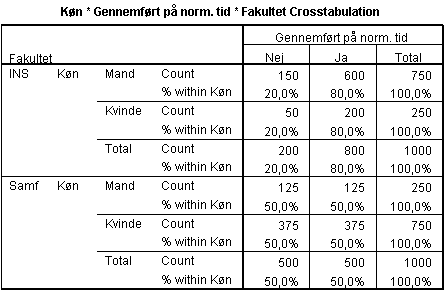 Køn * Gennemført på norm. tid * Fakultet Crosstabulation
Gennemført på norm. tid
Fakultet Nej Ja Total
INS Køn Mand Count 150 600 750
% within Køn 20,0% 80,0% 100,0%
Kvinde Count 50 200 250
% within Køn 20,0% 80,0% 100,0%
Total Count 200 800 1000
% within Køn 20,0% 80,0% 100,0%
Samf Køn Mand Count 125 125 250
% within Køn 50,0% 50,0% 100,0%
Kvinde Count 375 375 750
% within Køn 50,0% 50,0% 100,0%
Total Count 500 500 1000
% within Køn 50,0% 50,0% 100,0%